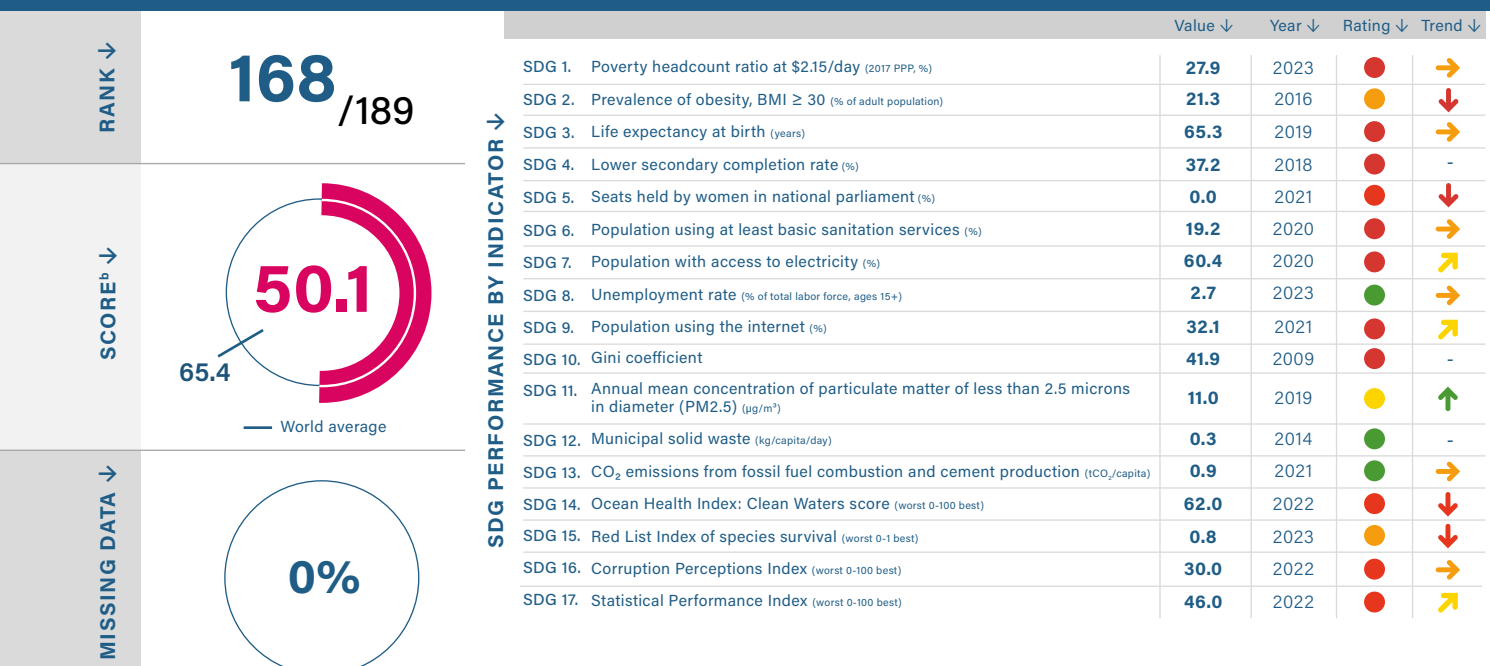 RANK →
168 /189
SCOREᵇ →
50.1
65.4
World average
MISSING DATA →
0%
SDG PERFORMANCE BY INDICATOR →
Value ↓ Year ↓ Rating ↓ Trend ↓
SDG 1. Poverty headcount ratio at $2.15/day (2017 PPP, %) 27.9 2023
SDG 2. Prevalence of obesity, BMI ≥ 30 (% of adult population) 21.3 2016
SDG 3. Life expectancy at birth (years) 65.3 2019
SDG 4. Lower secondary completion rate (%) 37.2 2018 -
SDG 5. Seats held by women in national parliament (%) 0.0 2021
SDG 6. Population using at least basic sanitation services (%) 19.2 2020
SDG 7. Population with access to electricity (%) 60.4 2020
SDG 8. Unemployment rate (% of total labor force, ages 15+) 2.7 2023
SDG 9. Population using the internet (%) 32.1 2021
SDG 10. Gini coefficient 41.9 2009 -
SDG 11. Annual mean concentration of particulate matter of less than 2.5 microns
in diameter (PM2.5) (µg/m³) 11.0 2019
SDG 12. Municipal solid waste (kg/capita/day) 0.3 2014 -
SDG 13. CO₂ emissions from fossil fuel combustion and cement production (tCO₂/capita) 0.9 2021
SDG 14. Ocean Health Index: Clean Waters score (worst 0-100 best) 62.0 2022
SDG 15. Red List Index of species survival (worst 0-1 best) 0.8 2023
SDG 16. Corruption Perceptions Index (worst 0-100 best) 30.0 2022
SDG 17. Statistical Performance Index (worst 0-100 best) 46.0 2022